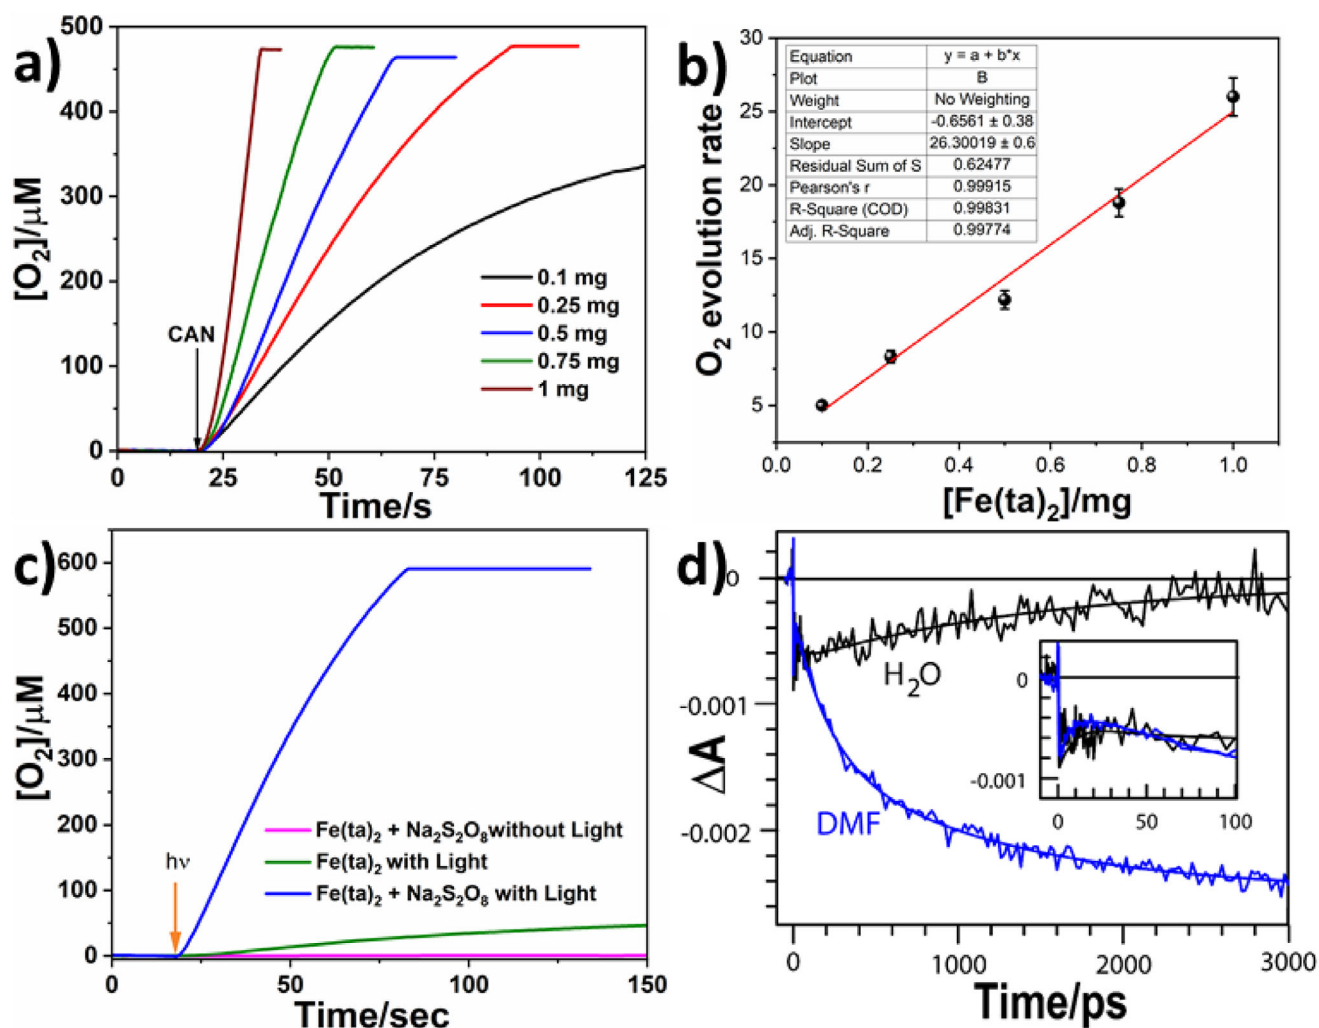 a)
500
400
300
200
100
0
[O₂]/µM
CAN
0.1 mg
0.25 mg
0.5 mg
0.75 mg
1 mg
0 25 50 75 100 125
Time/s
b)
30
25
20
15
10
5
O₂ evolution rate
Equation y = a + b*x
Plot B
Weight No Weighting
Intercept -0.6561 ± 0.38
Slope 26.30019 ± 0.6
Residual Sum of S 0.62477
Pearson's r 0.99915
R-Square (COD) 0.99831
Adj. R-Square 0.99774
0.0 0.2 0.4 0.6 0.8 1.0
[Fe(ta)₂]/mg
c)
600
500
400
300
200
100
0
[O₂]/µM
hν
Fe(ta)₂ + Na₂S₂O₈ without Light
Fe(ta)₂ with Light
Fe(ta)₂ + Na₂S₂O₈ with Light
0 50 100 150
Time/sec
d)
0
-0.001
-0.002
ΔA
H₂O
DMF
0
-0.001
0 50 100
0 1000 2000 3000
Time/ps